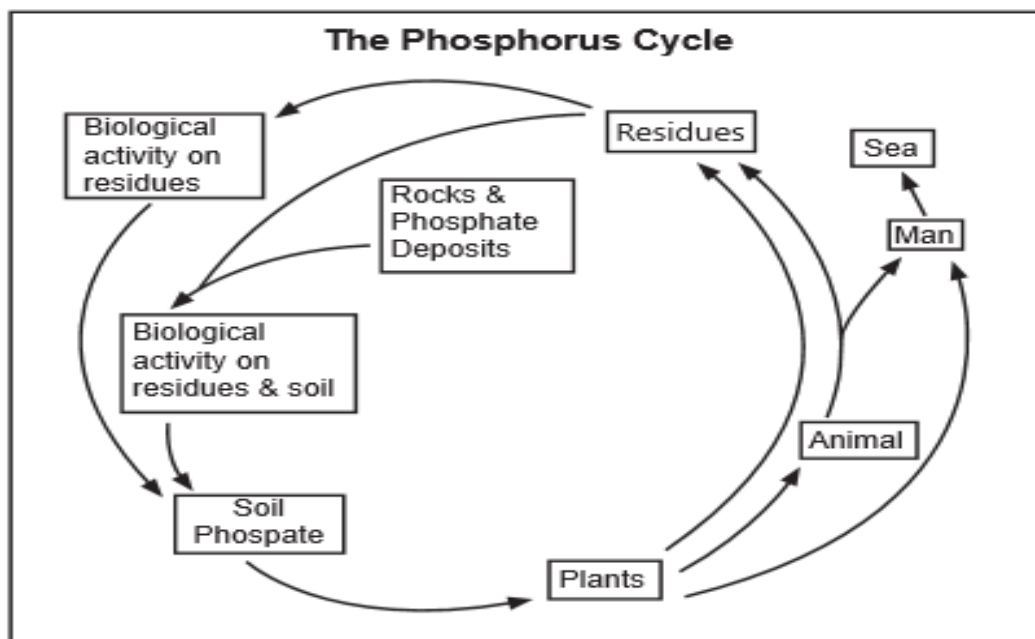 The Phosphorus Cycle
Biological
activity on
residues
Residues
Sea
Rocks &
Phosphate
Deposits
Man
Biological
activity on
residues & soil
Animal
Soil
Phospate
Plants